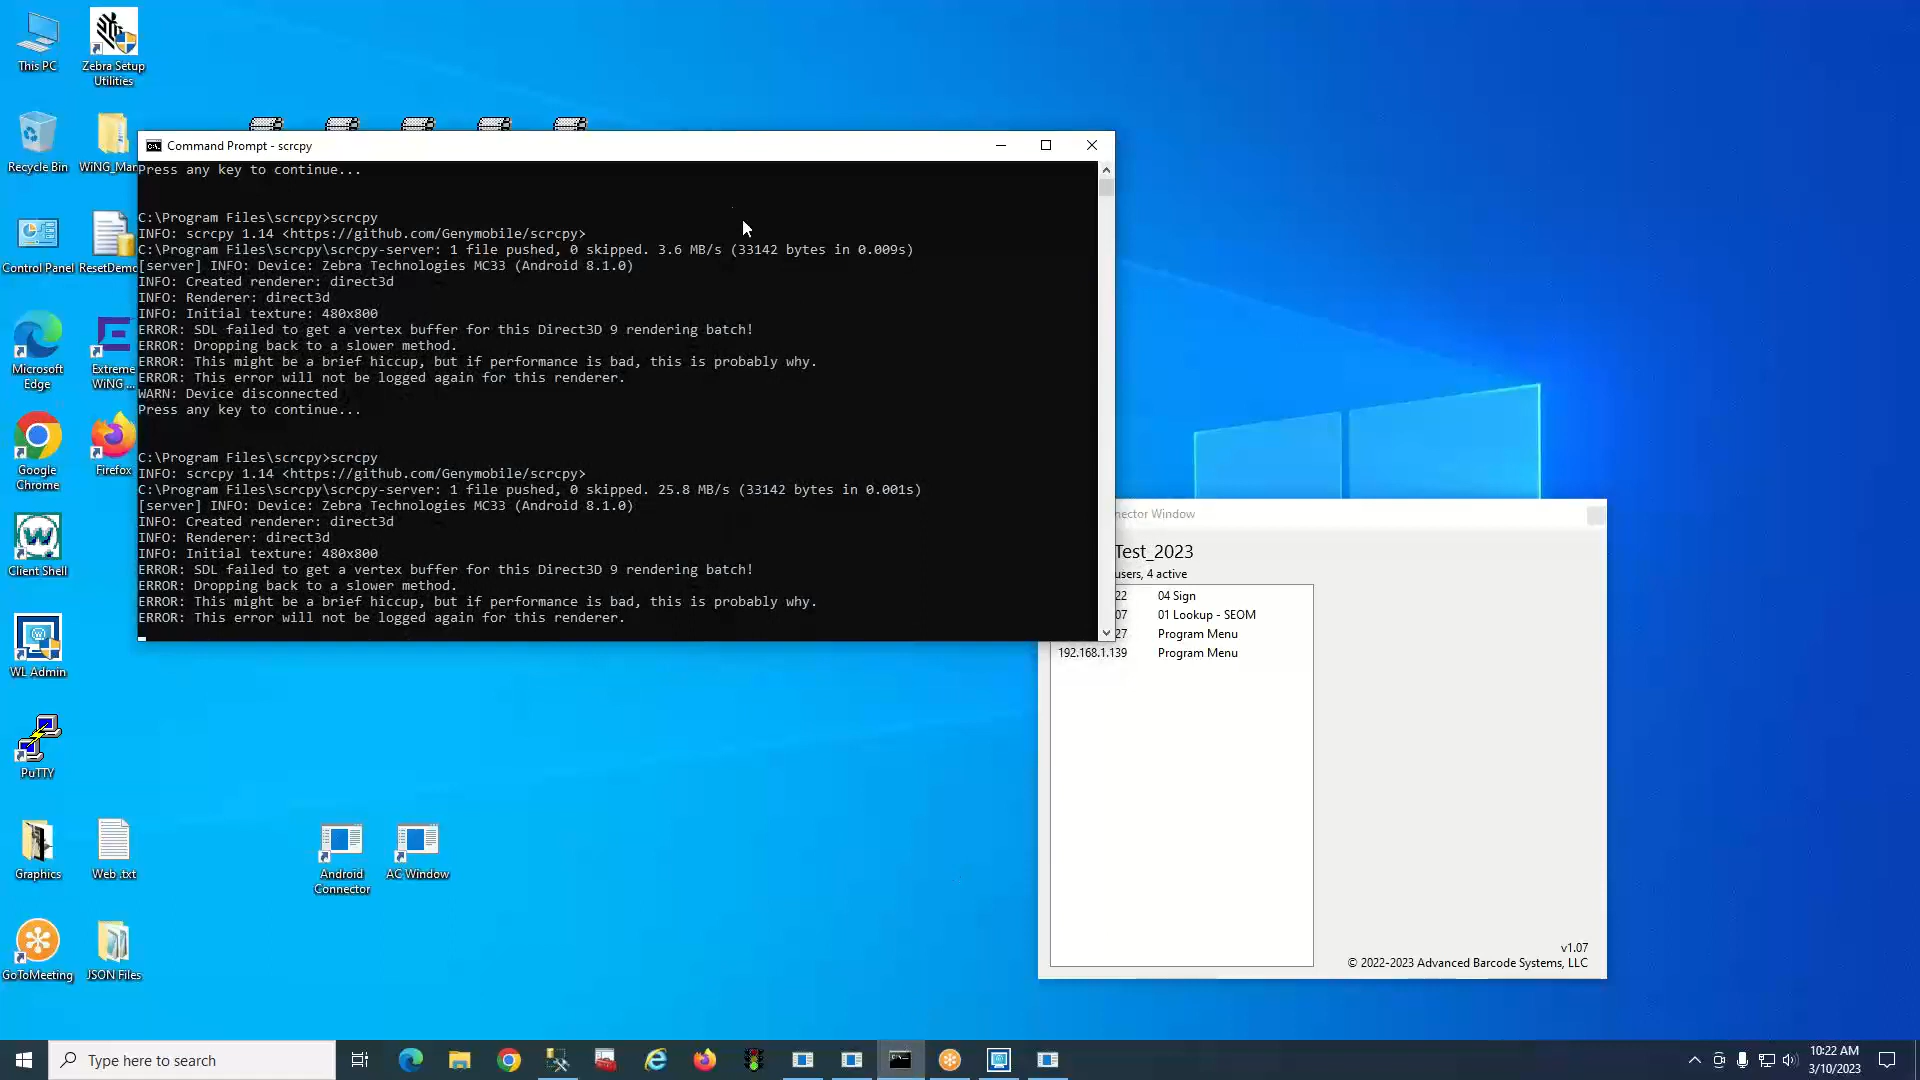 This PC
Zebra Setup
Utilities
Recycle Bin
WiNG_Man
Control Panel
ResetDemo
Microsoft
Edge
Extreme
WiNG ...
Google
Chrome
Firefox
Client Shell
WL Admin
PuTTY
Graphics
Web .txt
GoToMeeting
JSON Files
Android
Connector
AC Window
Command Prompt - scrcpy
Press any key to continue...
C:\Program Files\scrcpy>scrcpy
INFO: scrcpy 1.14 <https://github.com/Genymobile/scrcpy>
C:\Program Files\scrcpy\scrcpy-server: 1 file pushed, 0 skipped. 3.6 MB/s (33142 bytes in 0.009s)
[server] INFO: Device: Zebra Technologies MC33 (Android 8.1.0)
INFO: Created renderer: direct3d
INFO: Renderer: direct3d
INFO: Initial texture: 480x800
ERROR: SDL failed to get a vertex buffer for this Direct3D 9 rendering batch!
ERROR: Dropping back to a slower method.
ERROR: This might be a brief hiccup, but if performance is bad, this is probably why.
ERROR: This error will not be logged again for this renderer.
WARN: Device disconnected
Press any key to continue...
C:\Program Files\scrcpy>scrcpy
INFO: scrcpy 1.14 <https://github.com/Genymobile/scrcpy>
C:\Program Files\scrcpy\scrcpy-server: 1 file pushed, 0 skipped. 25.8 MB/s (33142 bytes in 0.001s)
[server] INFO: Device: Zebra Technologies MC33 (Android 8.1.0)
INFO: Created renderer: direct3d
INFO: Renderer: direct3d
INFO: Initial texture: 480x800
ERROR: SDL failed to get a vertex buffer for this Direct3D 9 rendering batch!
ERROR: Dropping back to a slower method.
ERROR: This might be a brief hiccup, but if performance is bad, this is probably why.
ERROR: This error will not be logged again for this renderer.
nector Window
Test_2023
users, 4 active
22 04 Sign
07 01 Lookup - SEOM
27 Program Menu
192.168.1.139 Program Menu
v1.07
© 2022-2023 Advanced Barcode Systems, LLC
Type here to search
10:22 AM
3/10/2023